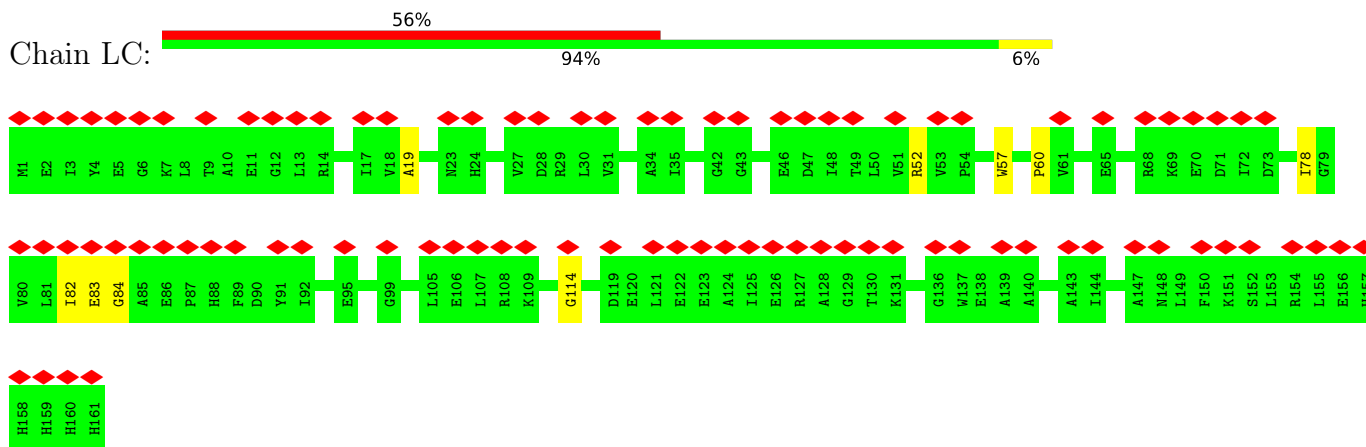 56%
Chain LC:
94% 6%
M1 E2 I3 Y4 E5 G6 K7 L8 T9 A10 E11 G12 L13 R14 I17 V18 A19 N23 H24 V27 D28 R29 L30 V31 A34 I35 G42 G43 E46 D47 I48 T49 L50 V51 R52 V53 P54 W57 P60 V61 E65 R68 K69 E70 D71 I72 D73 I78 G79
V80 L81 I82 E83 G84 A85 E86 P87 H88 F89 D90 Y91 I92 E95 G99 L105 E106 L107 R108 K109 G114 D119 E120 L121 E122 E123 A124 I125 E126 R127 A128 G129 T130 K131 G136 W137 E138 A139 A140 A143 I144 A147 N148 L149 F150 K151 S152 L153 R154 L155 E156 H157
H158 H159 H160 H161